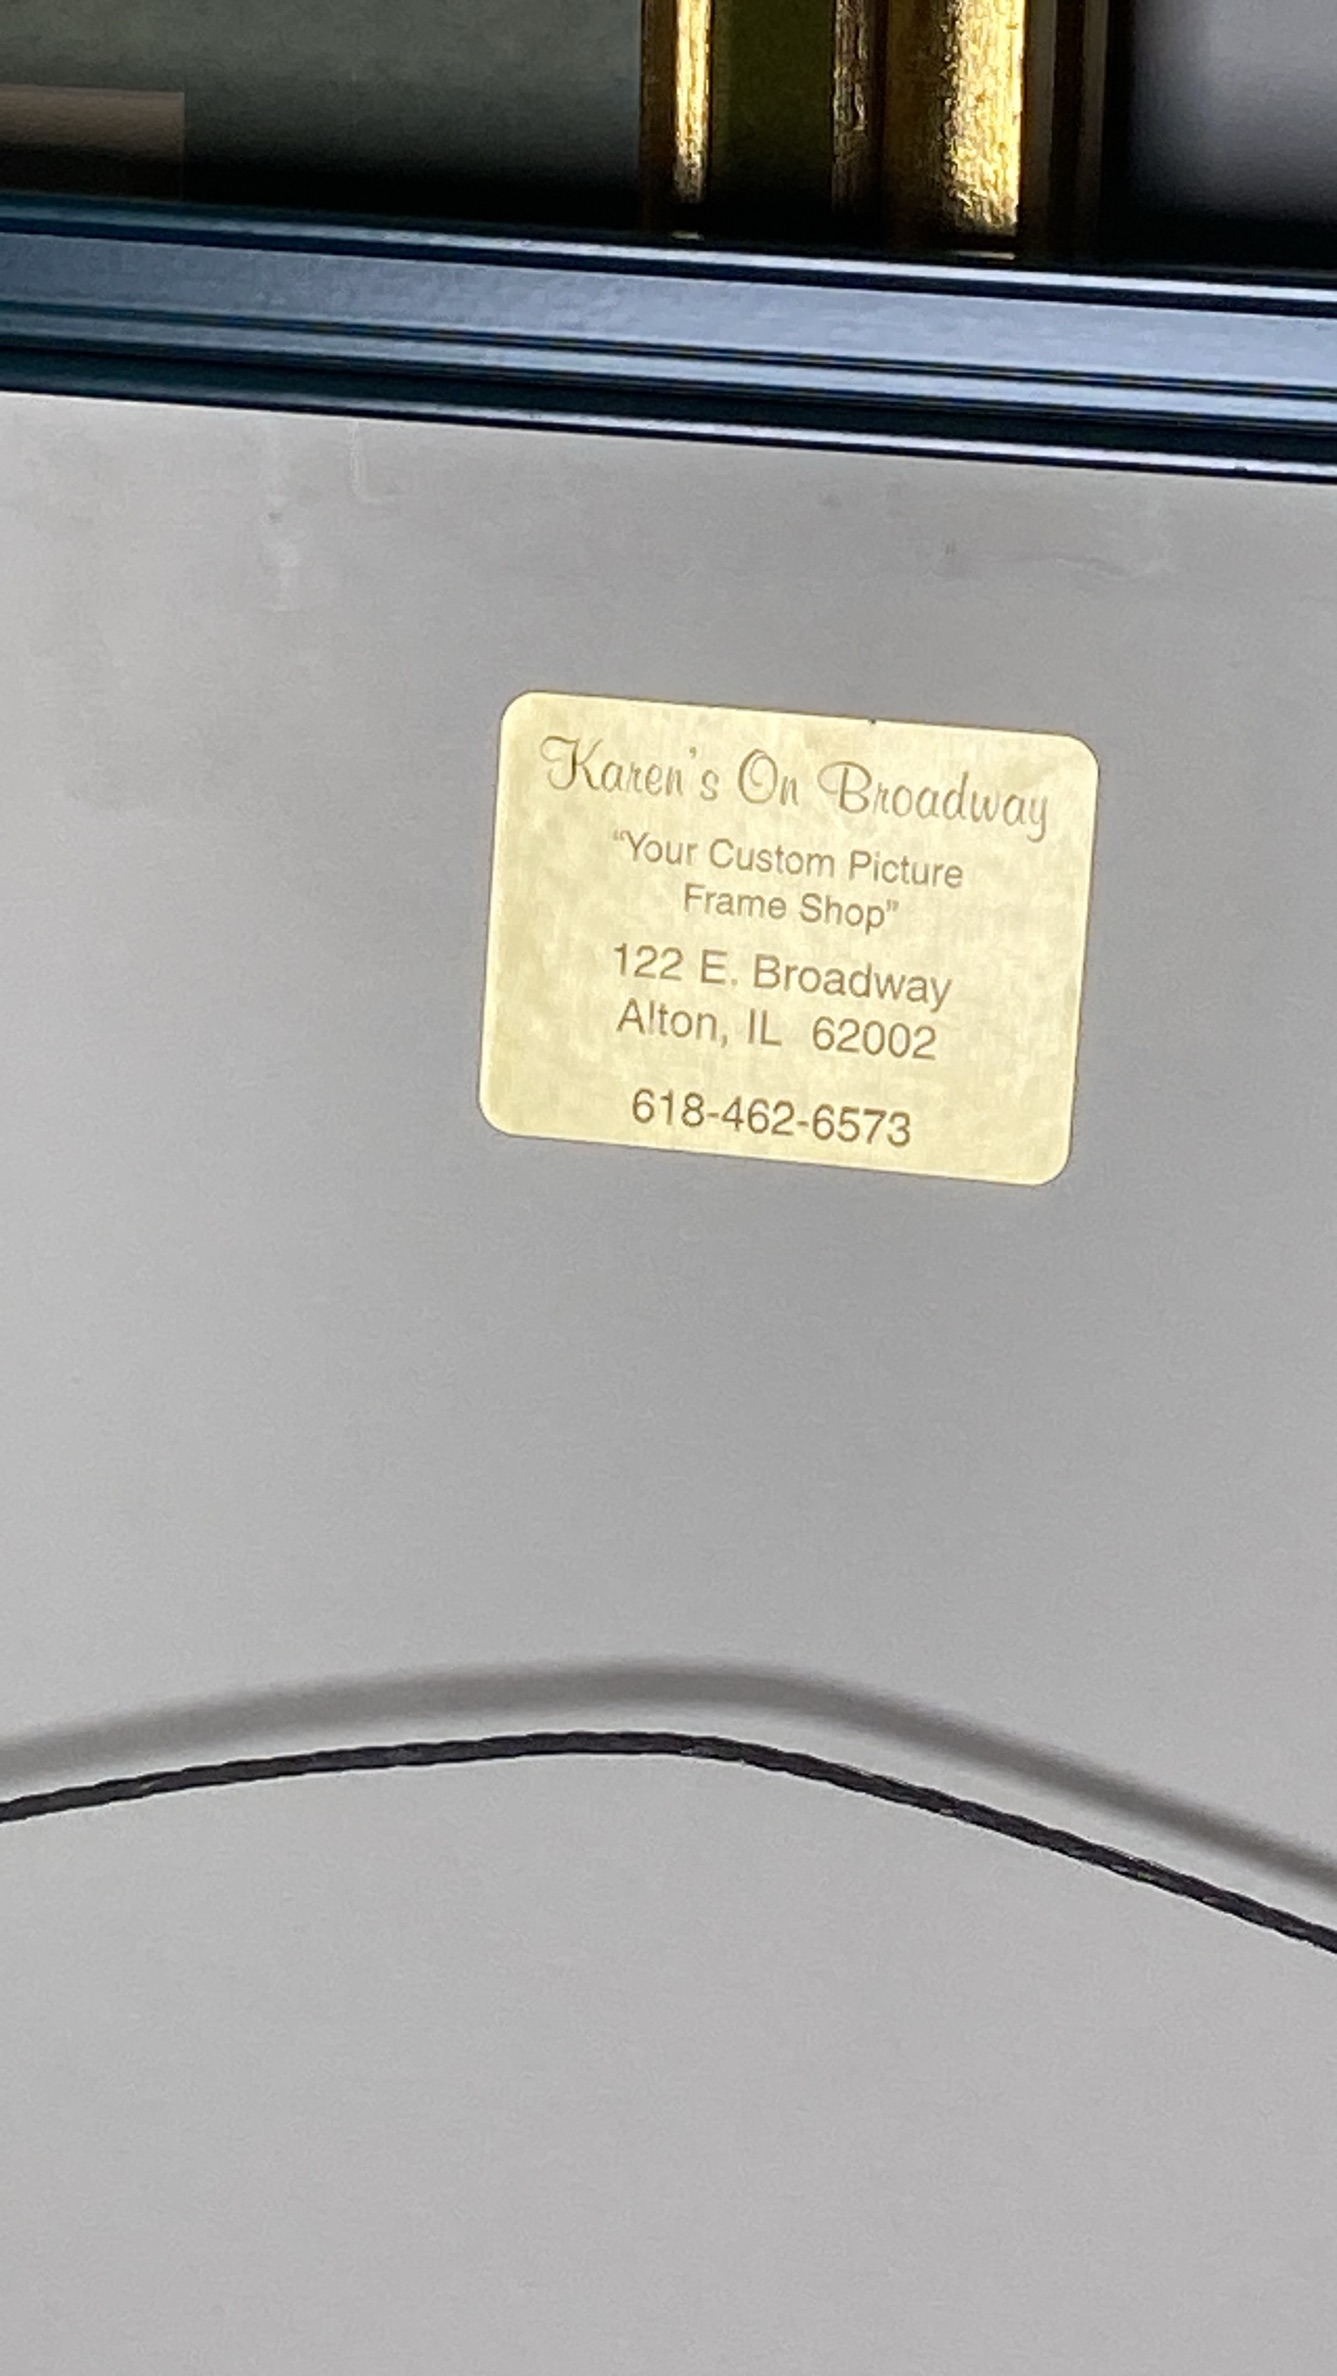 Karen's On Broadway
“Your Custom Picture
Frame Shop”
122 E. Broadway
Alton, IL 62002
618-462-6573